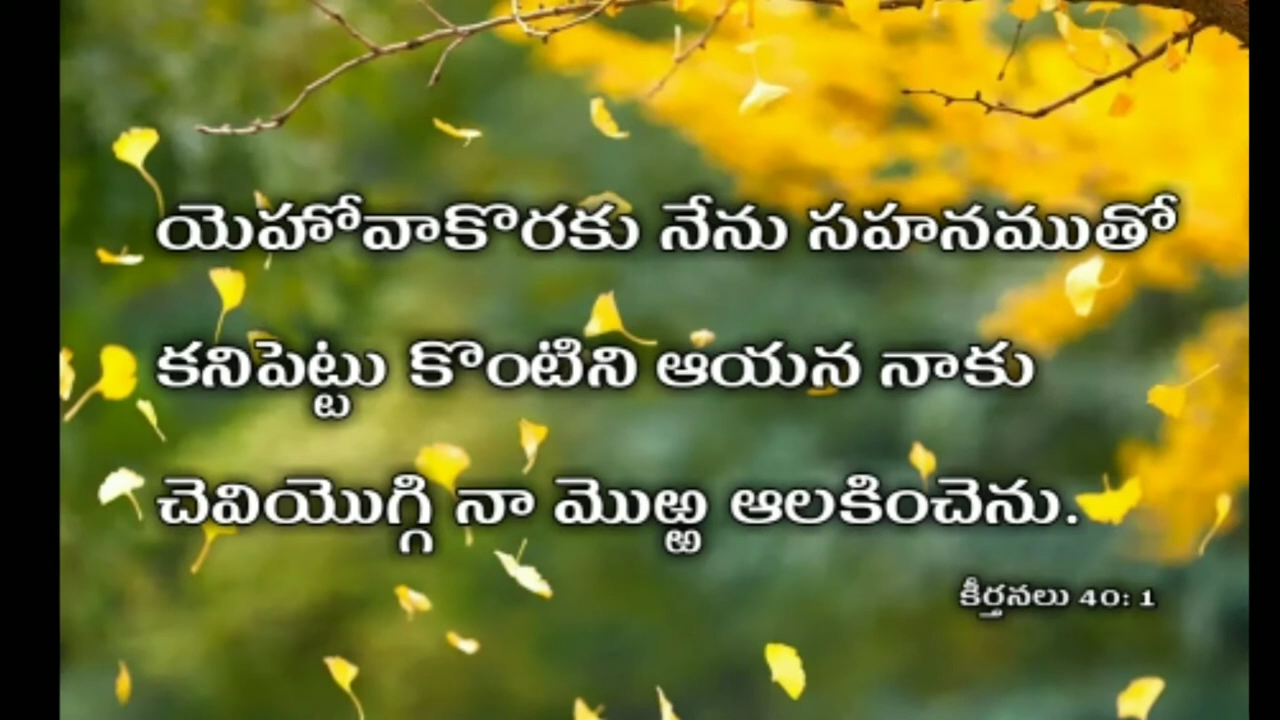 యెహోవాకొరకు నేను సహనముతో
కనిపెట్టు కొంటిని ఆయన నాకు
చెవియొగ్గి నా మొఱ్ఱ ఆలకించెను.
కీర్తనలు 40: 1